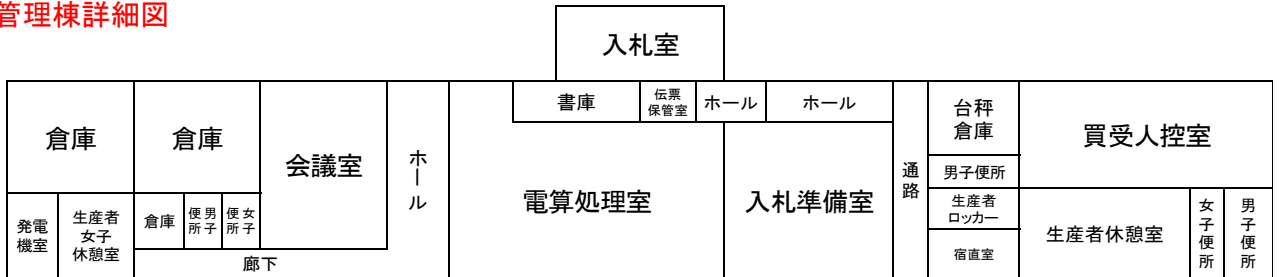 管理棟詳細図
入札室
倉庫
倉庫
会議室
ホール
書庫
伝票
保管室
ホール
ホール
電算処理室
入札準備室
通路
台秤
倉庫
男子便所
生産者
ロッカー
宿直室
買受人控室
生産者休憩室
女子便所
男子便所
発電
機室
生産者
女子
休憩室
倉庫
男子便所
女子便所
廊下